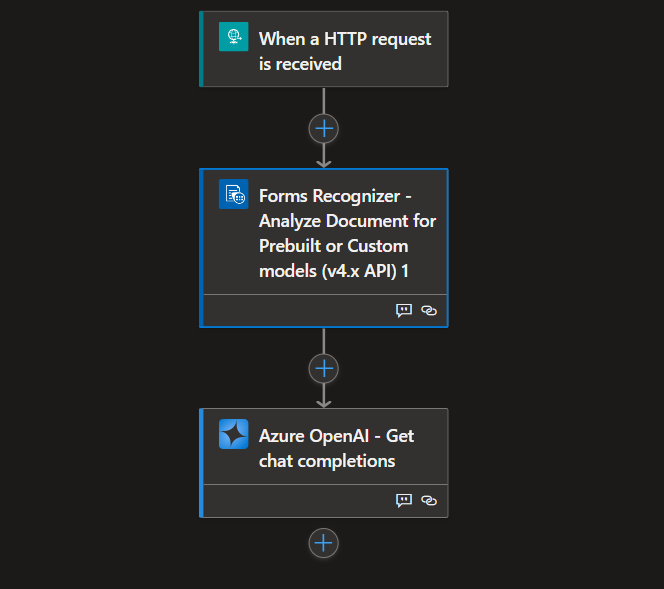 When a HTTP request
is received
Forms Recognizer -
Analyze Document for
Prebuilt or Custom
models (v4.x API) 1
Azure OpenAI - Get
chat completions